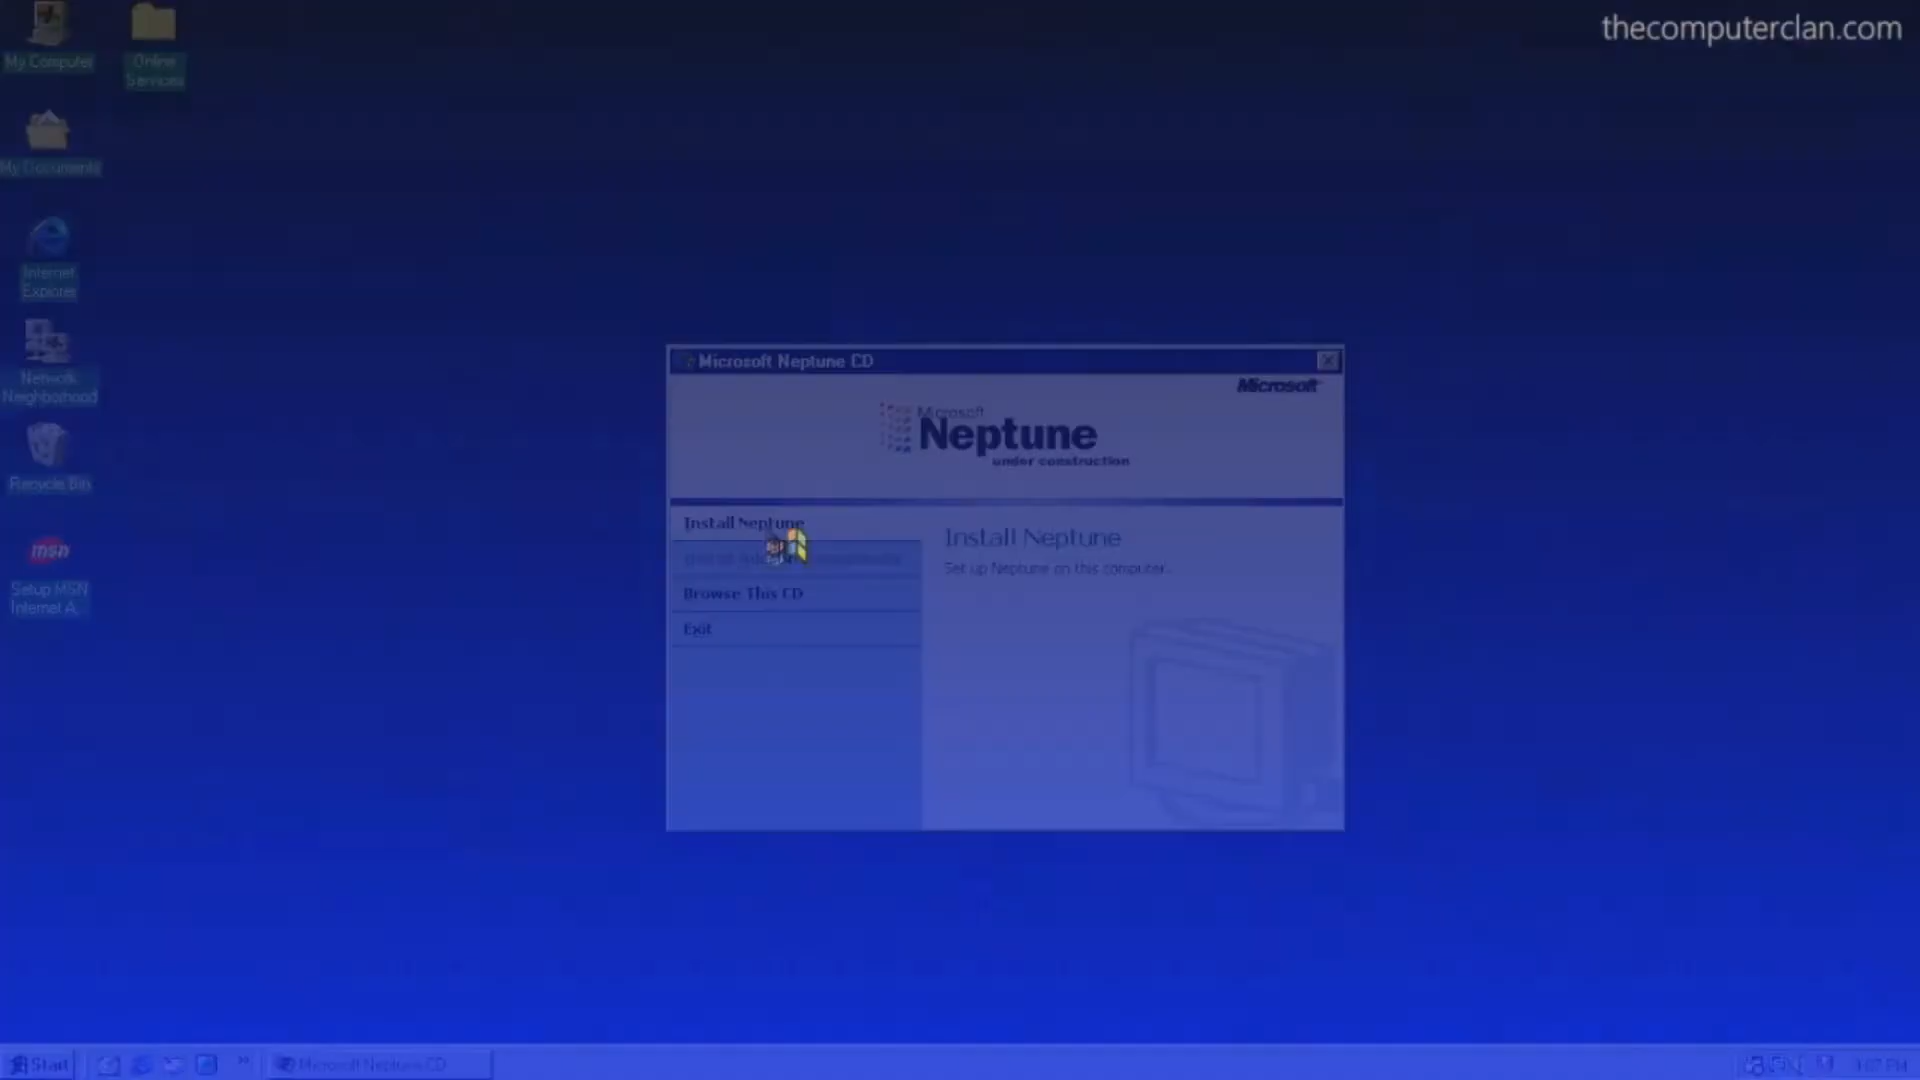 thecomputerclan.com
My Computer
Online
Services
My Documents
Internet
Explorer
Network
Neighborhood
Recycle Bin
msn
Setup MSN
Internet A...
Microsoft Neptune CD
Microsoft
Microsoft
Neptune
under construction
Install Neptune
Browse This CD
Exit
Install Neptune
Set up Neptune on this computer.
Start
Microsoft Neptune CD